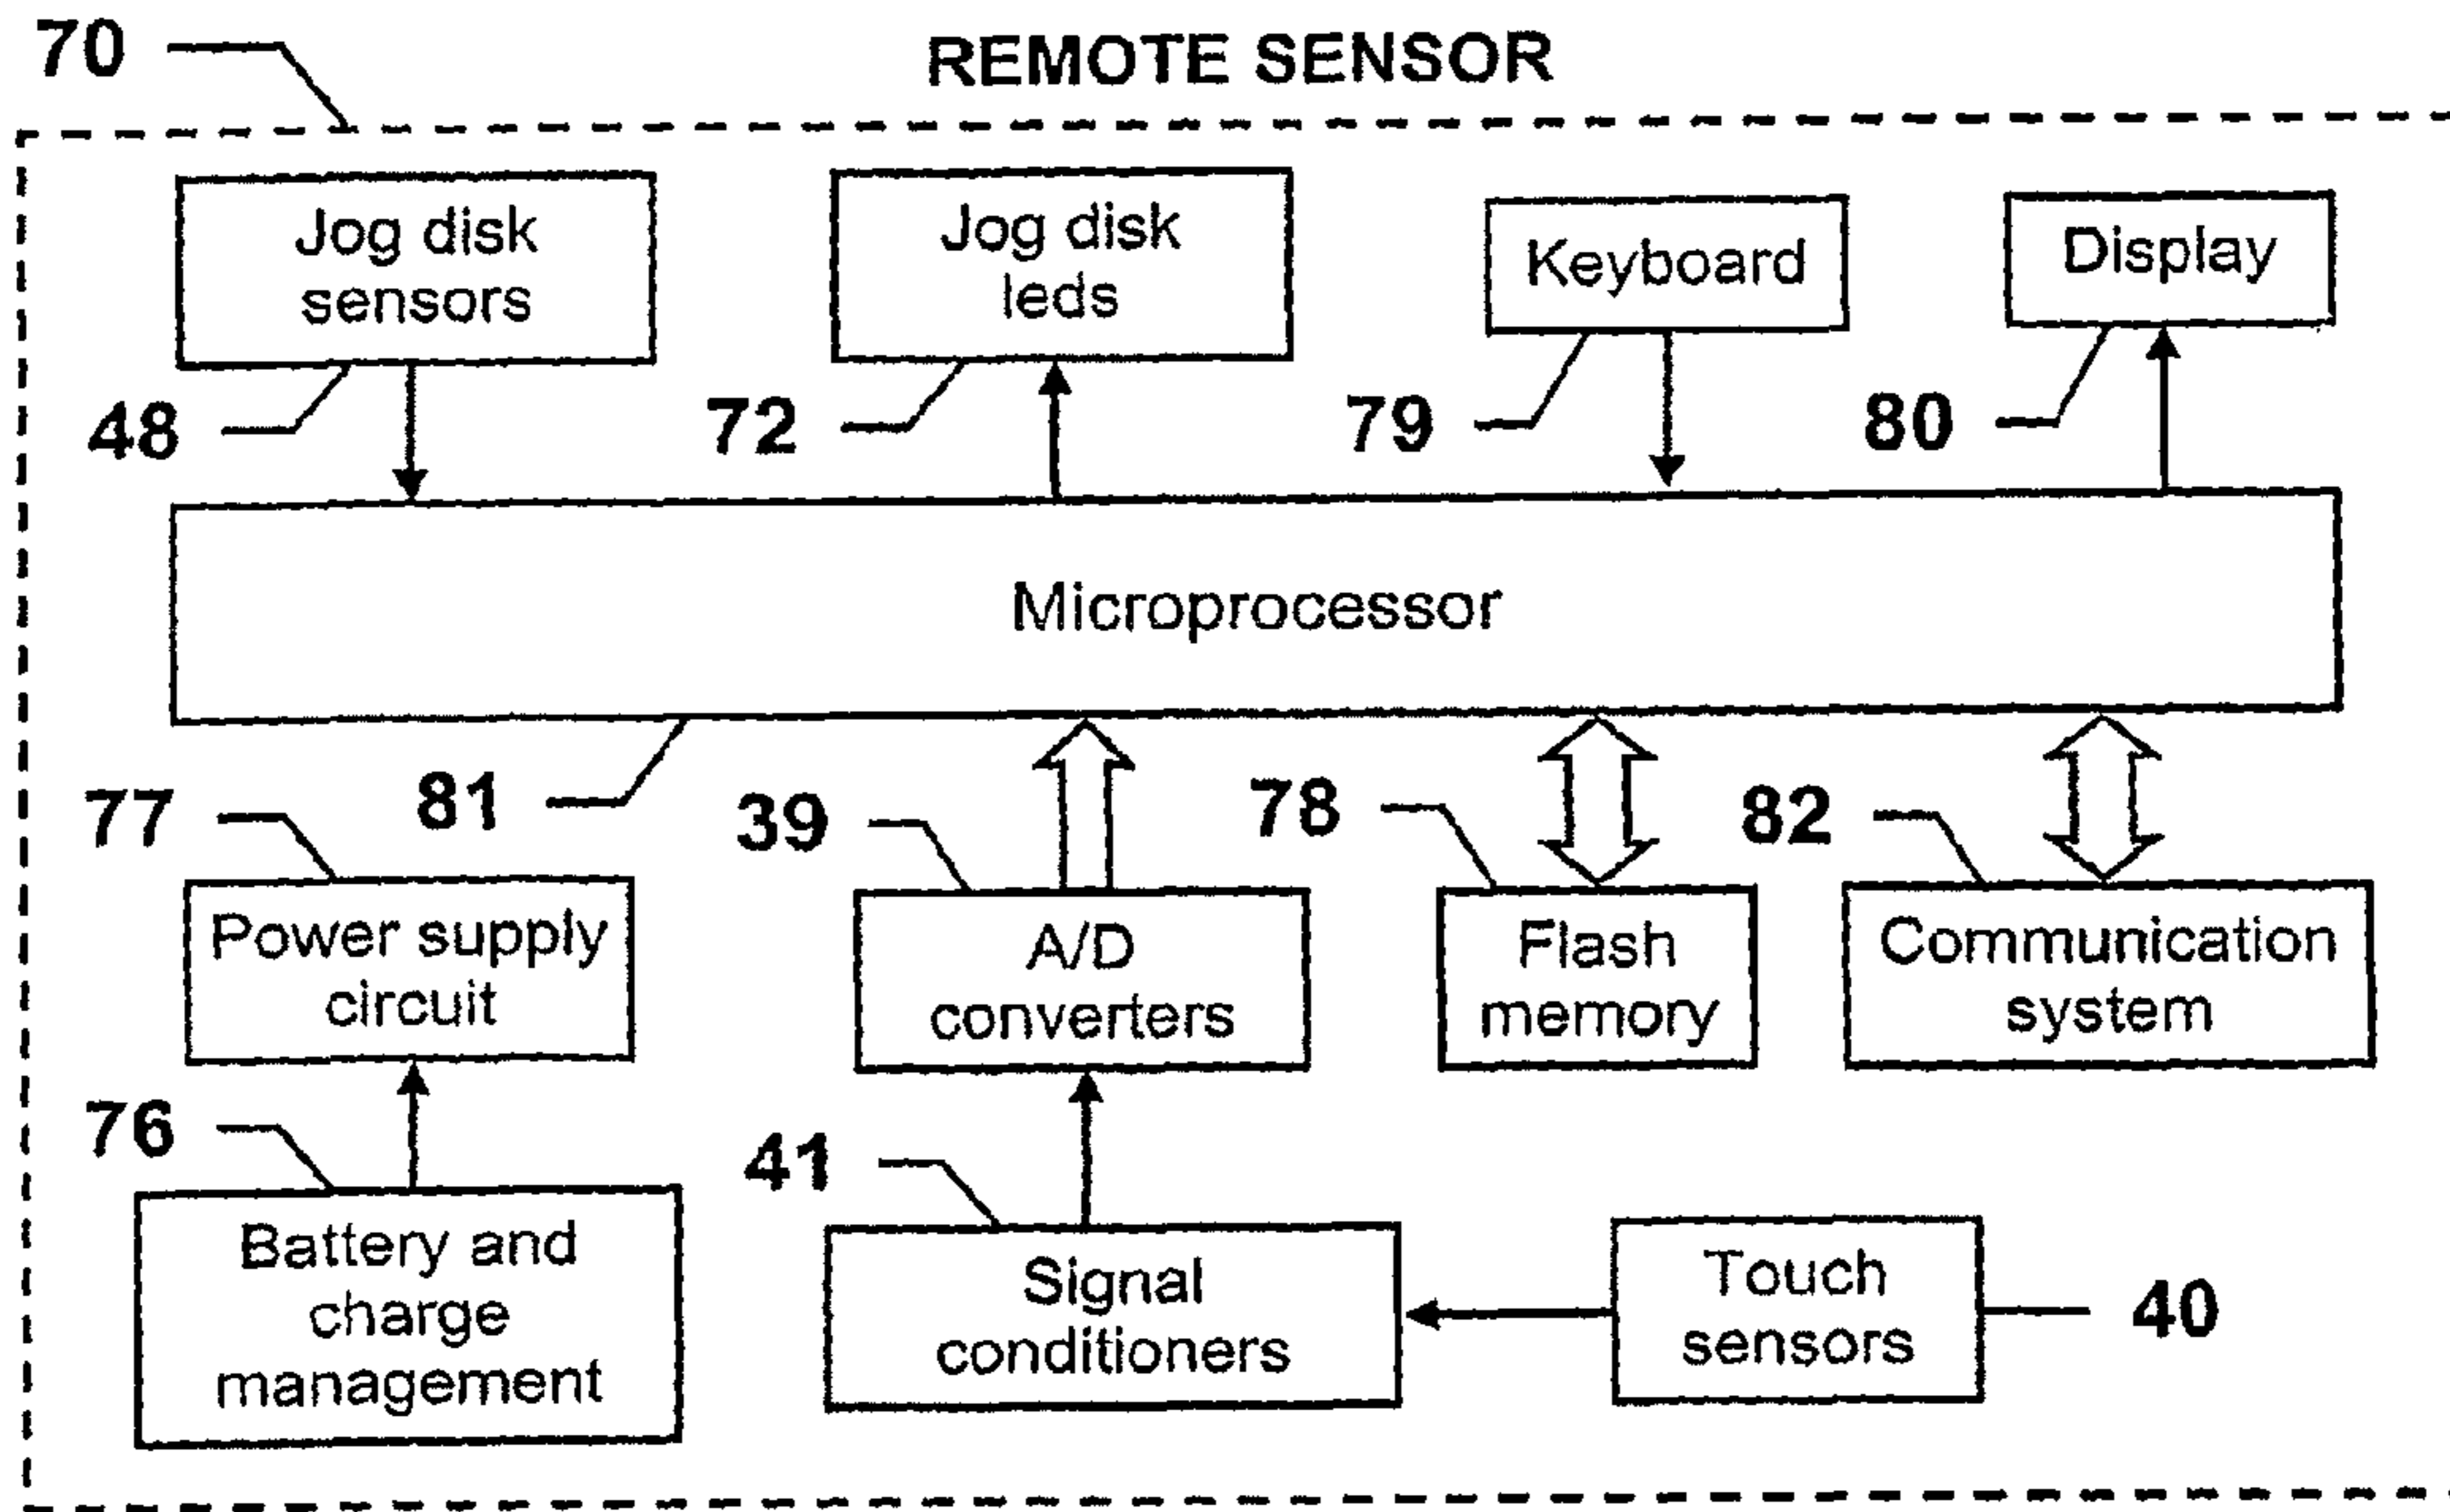 70
REMOTE SENSOR
Jog disk
sensors
Jog disk
leds
Keyboard
Display
48
72
79
80
Microprocessor
77
81
39
78
82
Power supply
circuit
A/D
converters
Flash
memory
Communication
system
76
41
Battery and
charge
management
Signal
conditioners
Touch
sensors
40